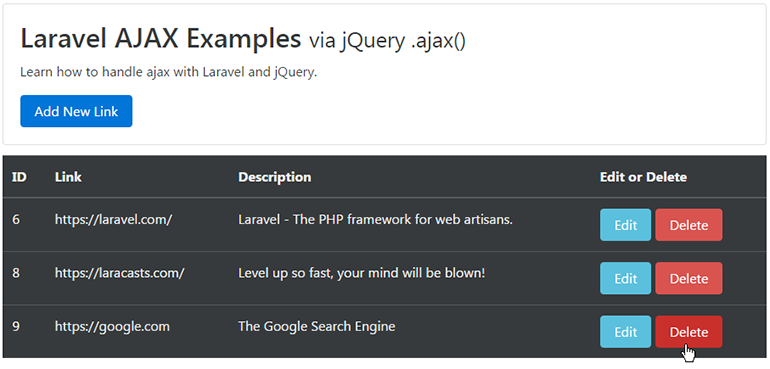 Laravel AJAX Examples via jQuery .ajax()
Learn how to handle ajax with Laravel and jQuery.
Add New Link
ID Link Description Edit or Delete
6 https://laravel.com/ Laravel - The PHP framework for web artisans. Edit Delete
8 https://laracasts.com/ Level up so fast, your mind will be blown! Edit Delete
9 https://google.com The Google Search Engine Edit Delete